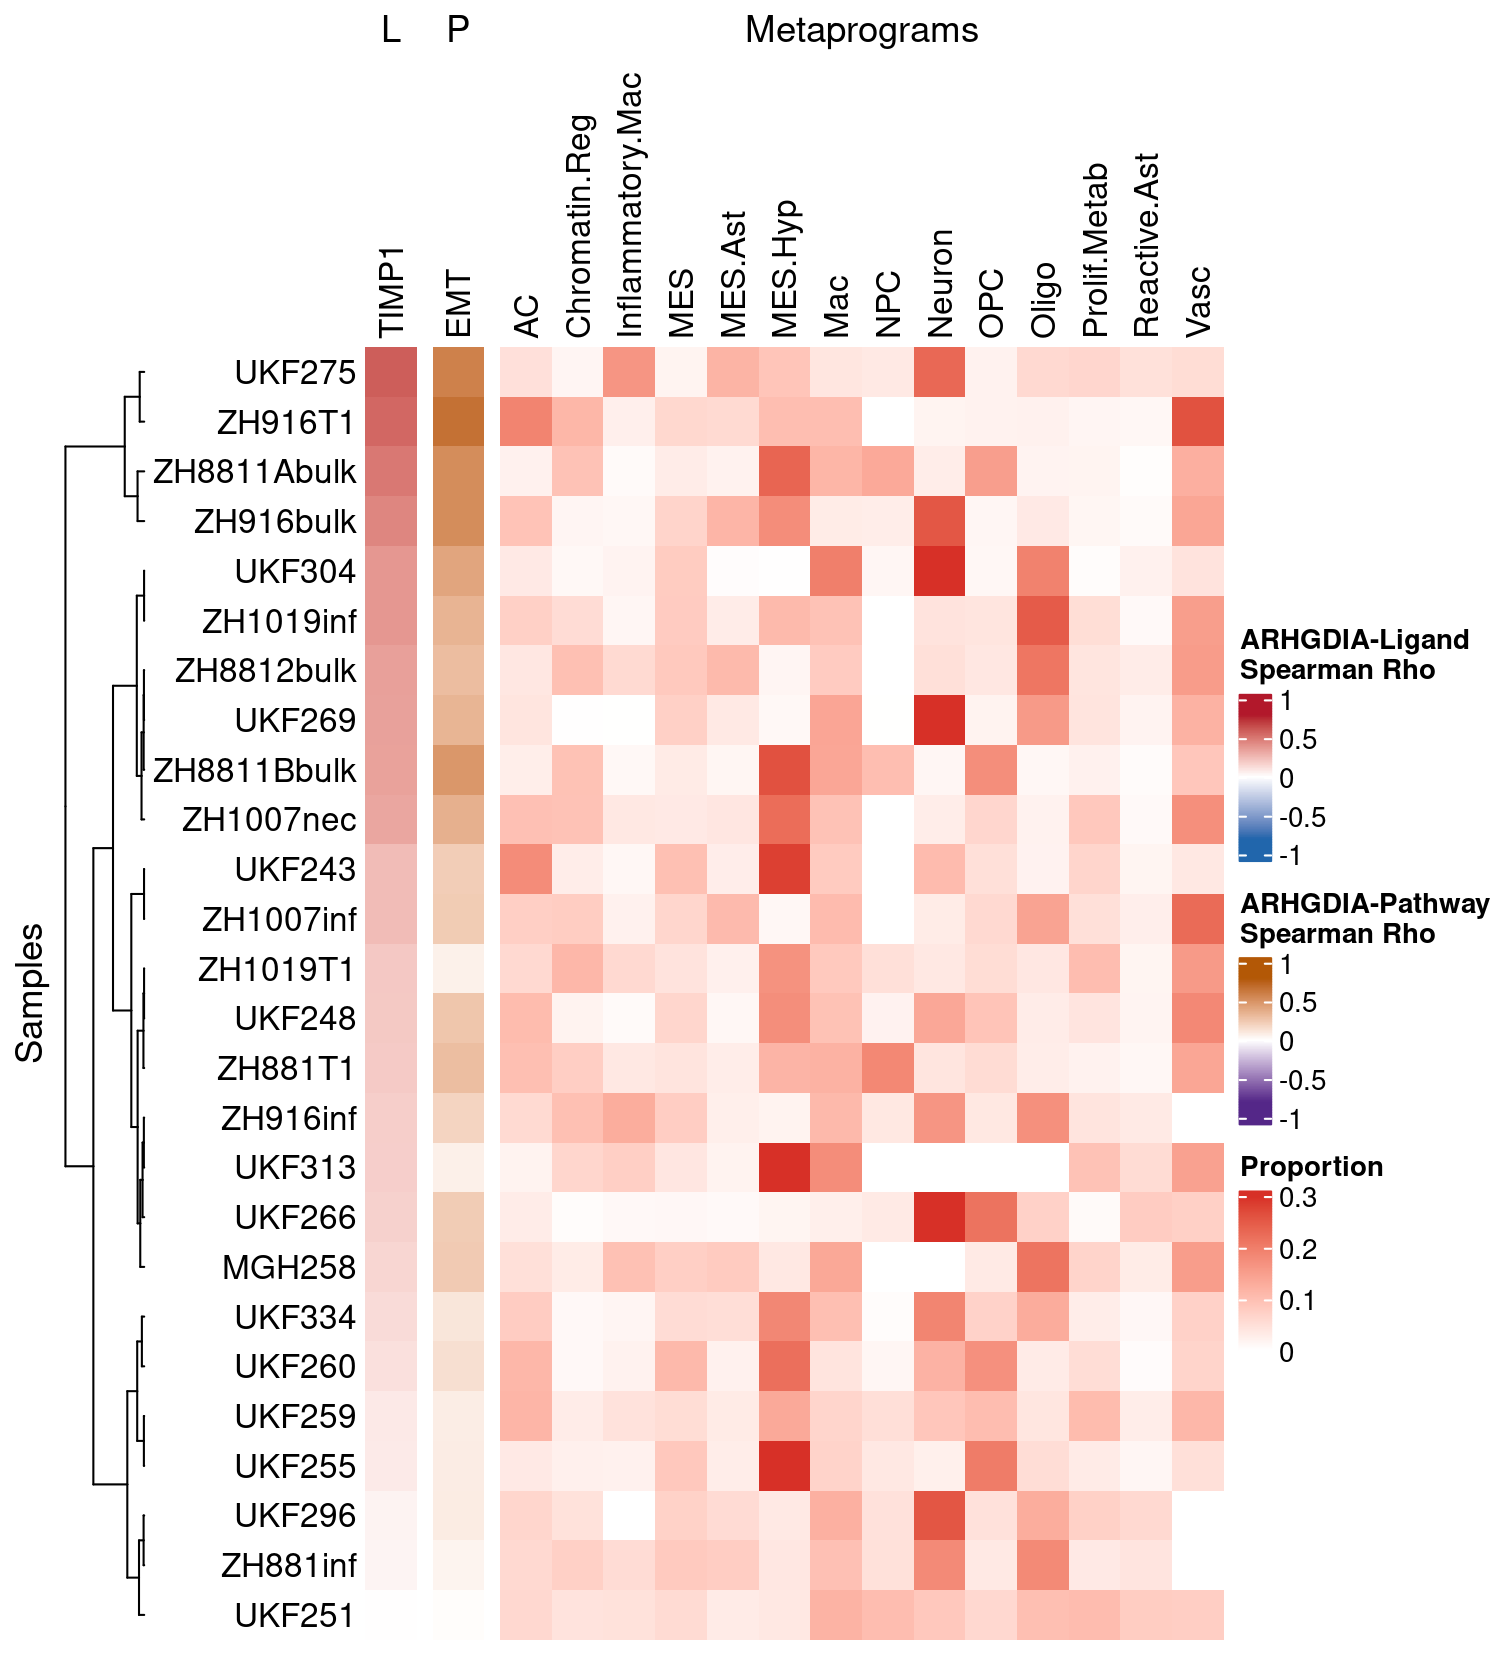 L P Metaprograms
TIMP1
EMT
AC
Chromatin.Reg
Inflammatory.Mac
MES
MES.Ast
MES.Hyp
Mac
NPC
Neuron
OPC
Oligo
Prolif.Metab
Reactive.Ast
Vasc
Samples
UKF275
ZH916T1
ZH8811Abulk
ZH916bulk
UKF304
ZH1019inf
ZH8812bulk
UKF269
ZH8811Bbulk
ZH1007nec
UKF243
ZH1007inf
ZH1019T1
UKF248
ZH881T1
ZH916inf
UKF313
UKF266
MGH258
UKF334
UKF260
UKF259
UKF255
UKF296
ZH881inf
UKF251
ARHGDIA-Ligand
Spearman Rho
1
0.5
0
-0.5
-1
ARHGDIA-Pathway
Spearman Rho
1
0.5
0
-0.5
-1
Proportion
0.3
0.2
0.1
0